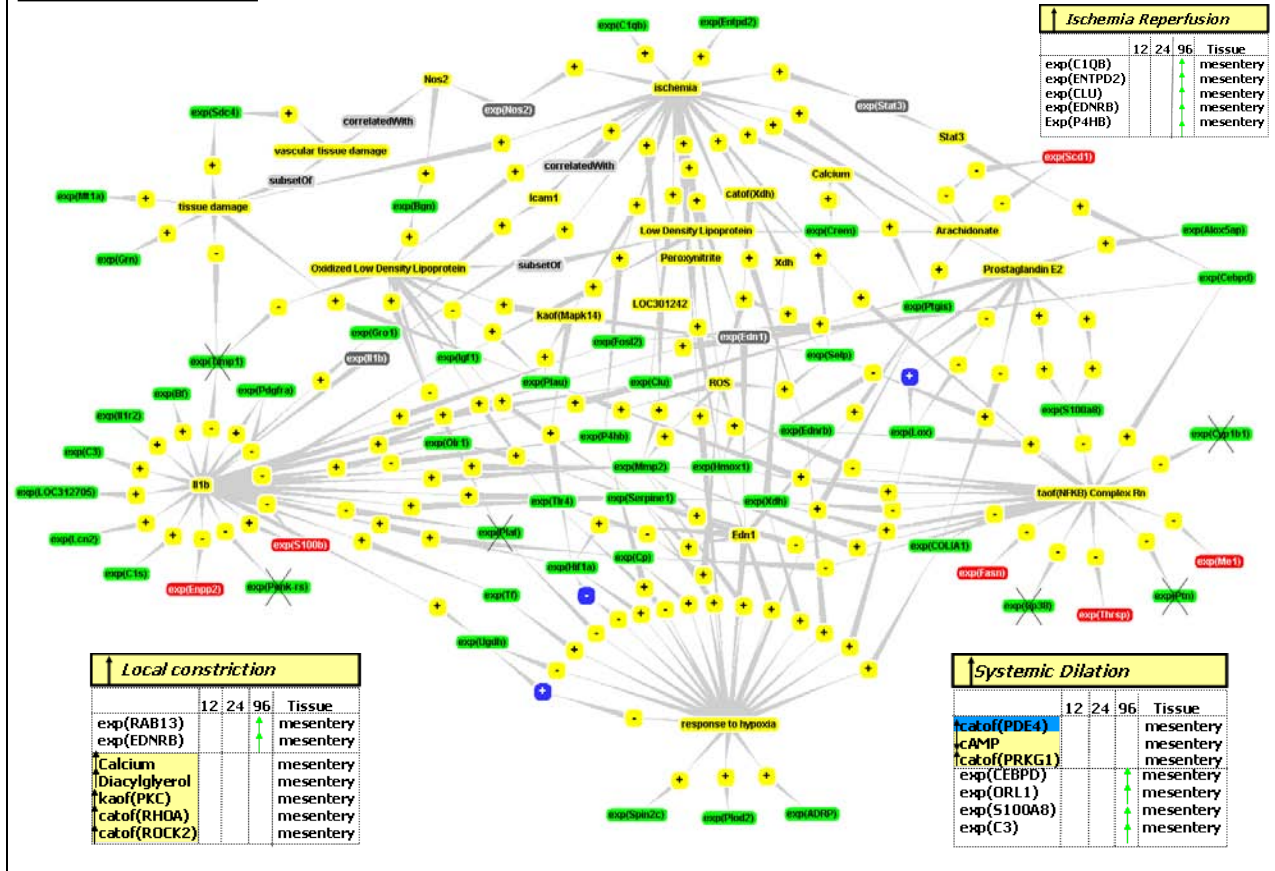 ↑ Ischemia Reperfusion
12 24 96 Tissue
exp(C1QB) ↑ mesentery
exp(ENTPD2) ↑ mesentery
exp(CLU) ↑ mesentery
exp(EDNRB) ↑ mesentery
Exp(P4HB) ↑ mesentery
exp(C1qb)
exp(Entpd2)
Nos2
ischemia
exp(Nos2)
exp(Stat3)
exp(Sdc4)
correlatedWith
Stat3
vascular tissue damage
exp(Scd1)
correlatedWith
subsetOf
Calcium
exp(Mt1a)
tissue damage
Icam1
catof(Xdh)
exp(Bgn)
Low Density Lipoprotein
exp(Crem)
Arachidonate
exp(Alox5ap)
exp(Grn)
Peroxynitrite
Xdh
Oxidized Low Density Lipoprotein
subsetOf
Prostaglandin E2
exp(Cebpd)
LOC301242
exp(Ptgis)
kaof(Mapk14)
exp(Gro1)
exp(Fosl2)
exp(Edn1)
exp(Il1b)
exp(Igf1)
exp(Selp)
exp(Timp1)
exp(Plau)
exp(Clu)
ROS
exp(Bf)
exp(Pdgfra)
exp(Il1r2)
exp(S100a8)
exp(Olr1)
exp(P4hb)
exp(Ednrb)
exp(Lox)
exp(Cyp1b1)
exp(C3)
exp(Mmp2)
exp(Hmox1)
Il1b
exp(LOC312705)
taof(NFKB) Complex Rn
exp(Tlr4)
exp(Serpine1)
exp(Xdh)
exp(Lcn2)
exp(Plat)
Edn1
exp(S100b)
exp(COLIA1)
exp(C1s)
exp(Cp)
exp(Me1)
exp(Hif1a)
exp(Fasn)
exp(Enpp2)
exp(Tf)
exp(Ptn)
exp(Thrsp)
exp(Ugdh)
response to hypoxia
exp(Spin2c)
exp(Plod2)
exp(ADRP)
↑ Local constriction
12 24 96 Tissue
exp(RAB13) ↑ mesentery
exp(EDNRB) ↑ mesentery
↑Calcium mesentery
↑Diacylglyerol mesentery
↑kaof(PKC) mesentery
↑catof(RHOA) mesentery
↑catof(ROCK2) mesentery
↑Systemic Dilation
12 24 96 Tissue
↑catof(PDE4) mesentery
↓cAMP mesentery
↑catof(PRKG1) mesentery
exp(CEBPD) ↑ mesentery
exp(ORL1) ↑ mesentery
exp(S100A8) ↑ mesentery
exp(C3) ↑ mesentery